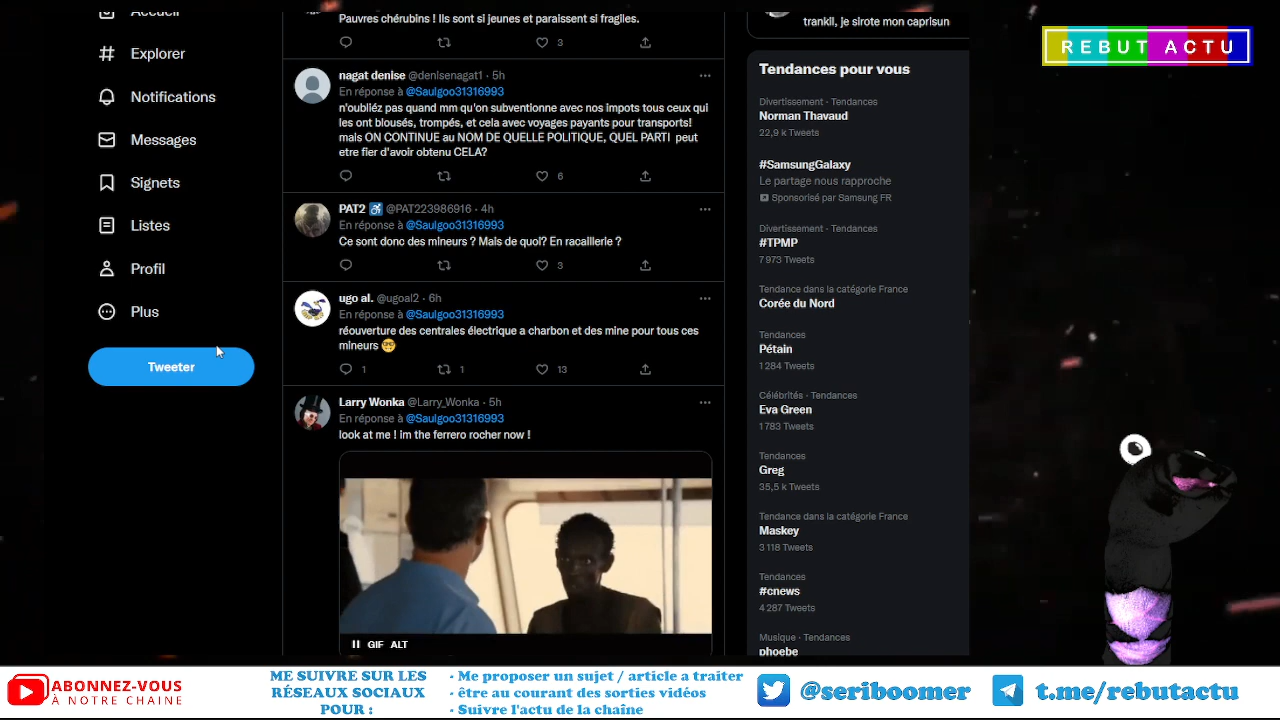 Accueil
Explorer
Notifications
Messages
Signets
Listes
Profil
Plus
Tweeter
Pauvres chérubins ! Ils sont si jeunes et paraissent si fragiles.
3
nagat denise @denisenagat1 · 5h
En réponse à @Saulgoo31316993
n'oubliéz pas quand mm qu'on subventionne avec nos impots tous ceux qui
les ont blousés, trompés, et cela avec voyages payants pour transports!
mais ON CONTINUE au NOM DE QUELLE POLITIQUE, QUEL PARTI peut
etre fier d'avoir obtenu CELA?
6
PAT2 ♿ @PAT223986916 · 4h
En réponse à @Saulgoo31316993
Ce sont donc des mineurs ? Mais de quoi? En racaillerie ?
3
ugo al. @ugoal2 · 6h
En réponse à @Saulgoo31316993
réouverture des centrales électrique a charbon et des mine pour tous ces
mineurs 🤓
1 1 13
Larry Wonka @Larry_Wonka · 5h
En réponse à @Saulgoo31316993
look at me ! im the ferrero rocher now !
GIF ALT
trankil, je sirote mon caprisun
Tendances pour vous
Divertissement · Tendances
Norman Thavaud
22,9 k Tweets
#SamsungGalaxy
Le partage nous rapproche
Sponsorisé par Samsung FR
Divertissement · Tendances
#TPMP
7 973 Tweets
Tendance dans la catégorie France
Corée du Nord
Tendances
Pétain
1 284 Tweets
Célébrités · Tendances
Eva Green
1 783 Tweets
Tendances
Greg
35,5 k Tweets
Tendance dans la catégorie France
Maskey
3 118 Tweets
Tendances
#cnews
4 287 Tweets
Musique · Tendances
phoebe
REBUT ACTU
ABONNEZ-VOUS
À NOTRE CHAINE
ME SUIVRE SUR LES
RÉSEAUX SOCIAUX
POUR :
- Me proposer un sujet / article a traiter
- être au courant des sorties vidéos
- Suivre l'actu de la chaîne
@seriboomer
t.me/rebutactu